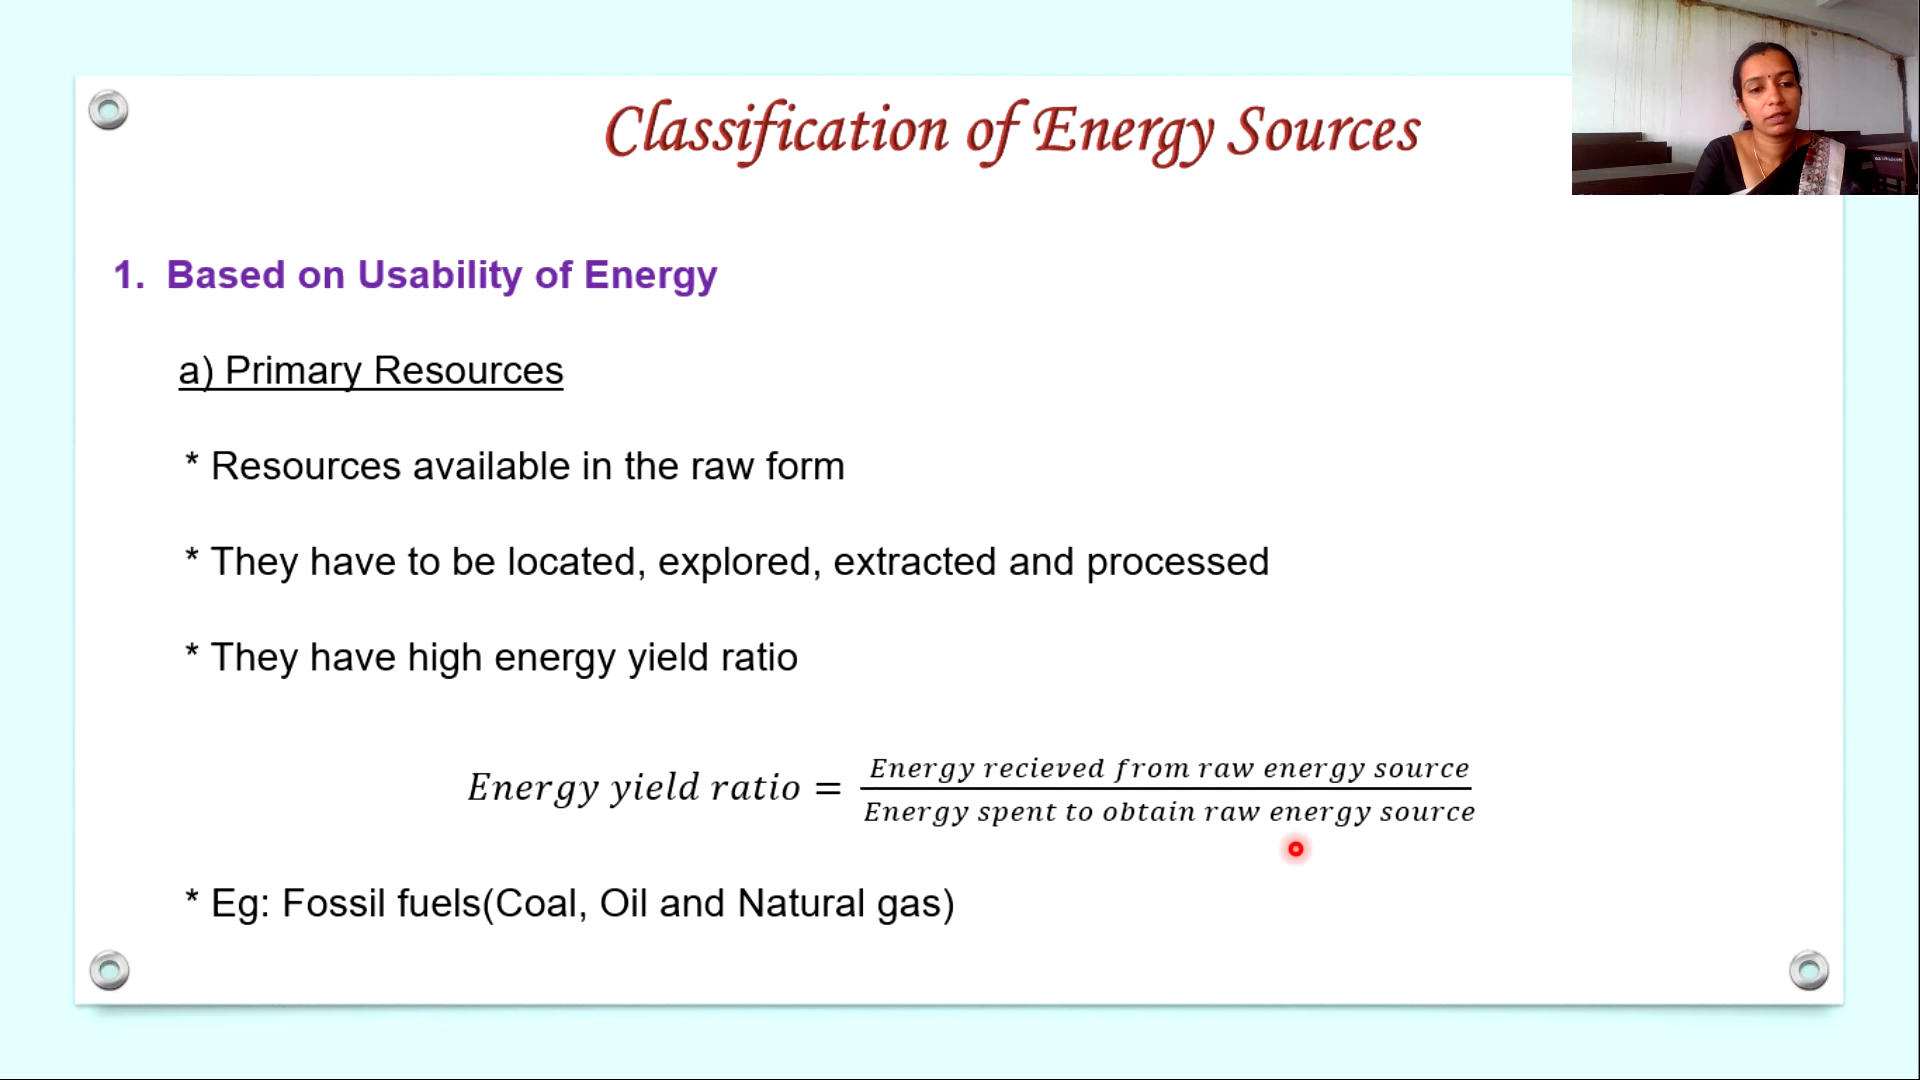 Classification of Energy Sources
1. Based on Usability of Energy
a) Primary Resources
* Resources available in the raw form
* They have to be located, explored, extracted and processed
* They have high energy yield ratio
Energy yield ratio = Energy recieved from raw energy source / Energy spent to obtain raw energy source
* Eg: Fossil fuels(Coal, Oil and Natural gas)